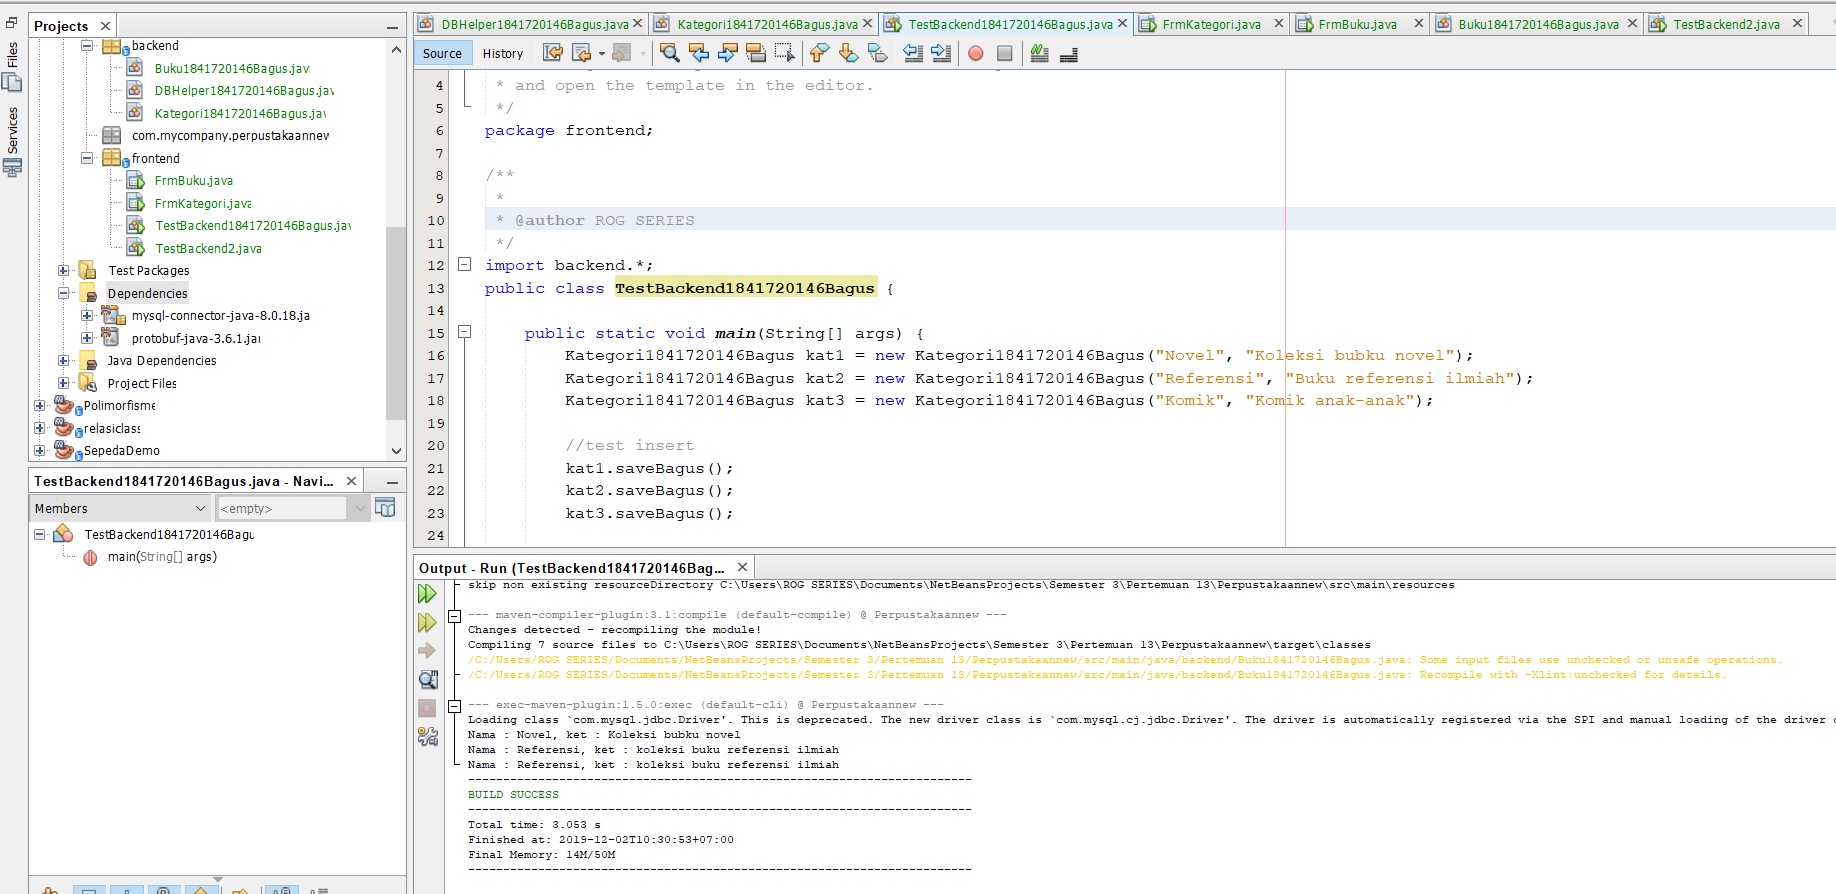 Files
Services
Projects
backend
Buku1841720146Bagus.jav
DBHelper1841720146Bagus.jav
Kategori1841720146Bagus.jav
com.mycompany.perpustakaannew
frontend
FrmBuku.java
FrmKategori.java
TestBackend1841720146Bagus.jav
TestBackend2.java
Test Packages
Dependencies
mysql-connector-java-8.0.18.ja
protobuf-java-3.6.1.jar
Java Dependencies
Project Files
Polimorfisme
relasiclass
SepedaDemo
TestBackend1841720146Bagus.java - Navi...
Members
<empty>
TestBackend1841720146Bagu
main(String[] args)
DBHelper1841720146Bagus.java
Kategori1841720146Bagus.java
TestBackend1841720146Bagus.java
FrmKategori.java
FrmBuku.java
Buku1841720146Bagus.java
TestBackend2.java
Source History
4 * and open the template in the editor.
5 */
6 package frontend;
7
8 /**
9 *
10 * @author ROG SERIES
11 */
12 import backend.*;
13 public class TestBackend1841720146Bagus {
14
15 public static void main(String[] args) {
16 Kategori1841720146Bagus kat1 = new Kategori1841720146Bagus("Novel", "Koleksi bubku novel");
17 Kategori1841720146Bagus kat2 = new Kategori1841720146Bagus("Referensi", "Buku referensi ilmiah");
18 Kategori1841720146Bagus kat3 = new Kategori1841720146Bagus("Komik", "Komik anak-anak");
19
20 //test insert
21 kat1.saveBagus();
22 kat2.saveBagus();
23 kat3.saveBagus();
24
Output - Run (TestBackend1841720146Bag...
skip non existing resourceDirectory C:\Users\ROG SERIES\Documents\NetBeansProjects\Semester 3\Pertemuan 13\Perpustakaannew\src\main\resources
--- maven-compiler-plugin:3.1:compile (default-compile) @ Perpustakaannew ---
Changes detected - recompiling the module!
Compiling 7 source files to C:\Users\ROG SERIES\Documents\NetBeansProjects\Semester 3\Pertemuan 13\Perpustakaannew\target\classes
/C:/Users/ROG SERIES/Documents/NetBeansProjects/Semester 3/Pertemuan 13/Perpustakaannew/src/main/java/backend/Buku1841720146Bagus.java: Some input files use unchecked or unsafe operations.
/C:/Users/ROG SERIES/Documents/NetBeansProjects/Semester 3/Pertemuan 13/Perpustakaannew/src/main/java/backend/Buku1841720146Bagus.java: Recompile with -Xlint:unchecked for details.
--- exec-maven-plugin:1.5.0:exec (default-cli) @ Perpustakaannew ---
Loading class `com.mysql.jdbc.Driver'. This is deprecated. The new driver class is `com.mysql.cj.jdbc.Driver'. The driver is automatically registered via the SPI and manual loading of the driver c
Nama : Novel, ket : Koleksi bubku novel
Nama : Referensi, ket : koleksi buku referensi ilmiah
Nama : Referensi, ket : koleksi buku referensi ilmiah
------------------------------------------------------------------------
BUILD SUCCESS
------------------------------------------------------------------------
Total time: 3.053 s
Finished at: 2019-12-02T10:30:53+07:00
Final Memory: 14M/50M
------------------------------------------------------------------------